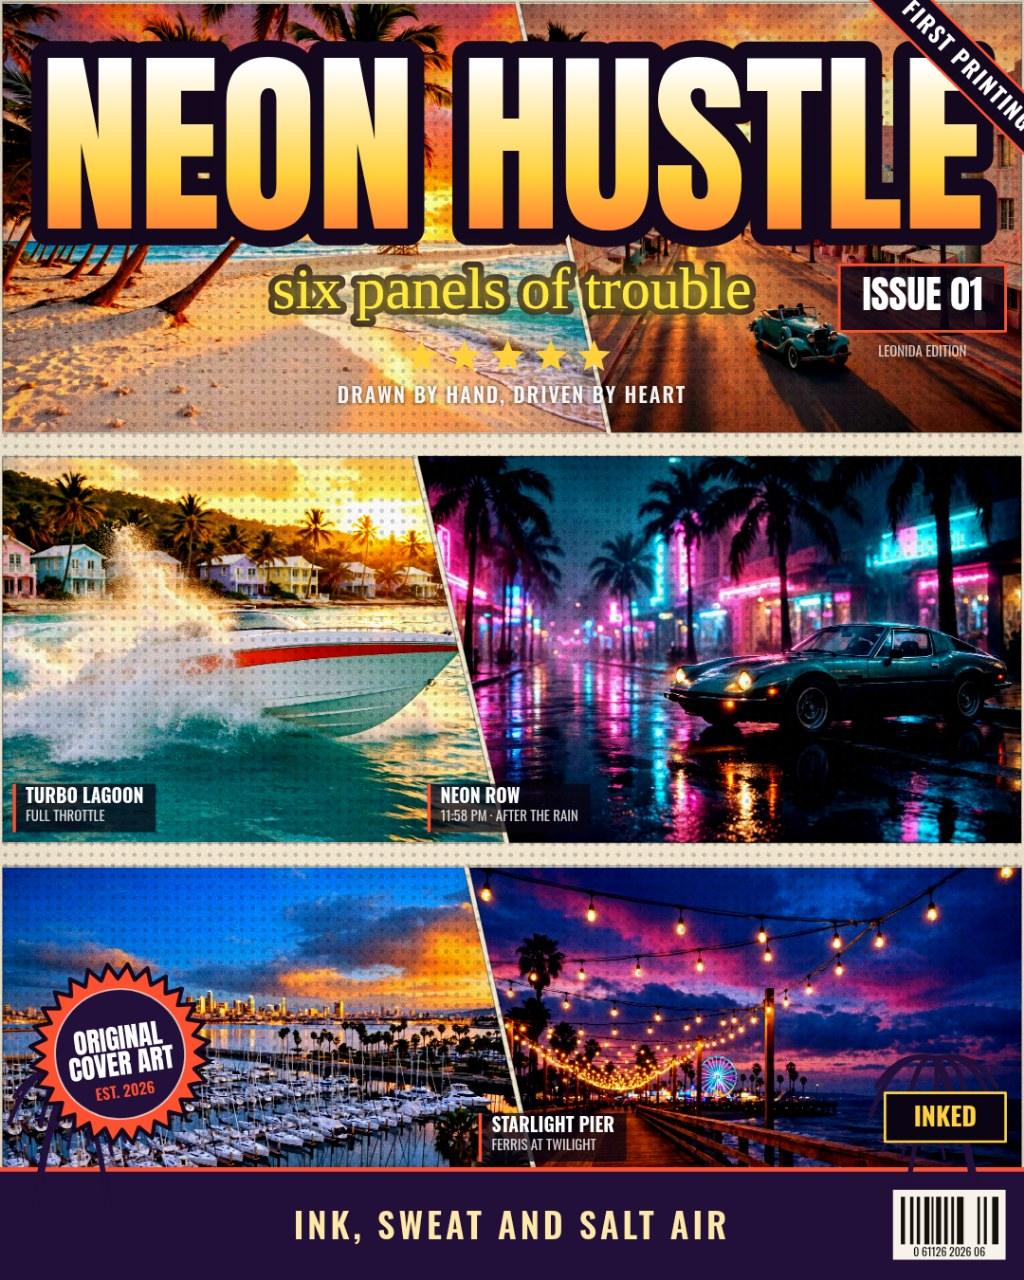 FIRST PRINTING
NEON HUSTLE
six panels of trouble
ISSUE 01
LEONIDA EDITION
DRAWN BY HAND, DRIVEN BY HEART
TURBO LAGOON
FULL THROTTLE
NEON ROW
11:58 PM · AFTER THE RAIN
ORIGINAL
COVER ART
EST. 2026
STARLIGHT PIER
FERRIS AT TWILIGHT
INKED
INK, SWEAT AND SALT AIR
0 61126 2026 06